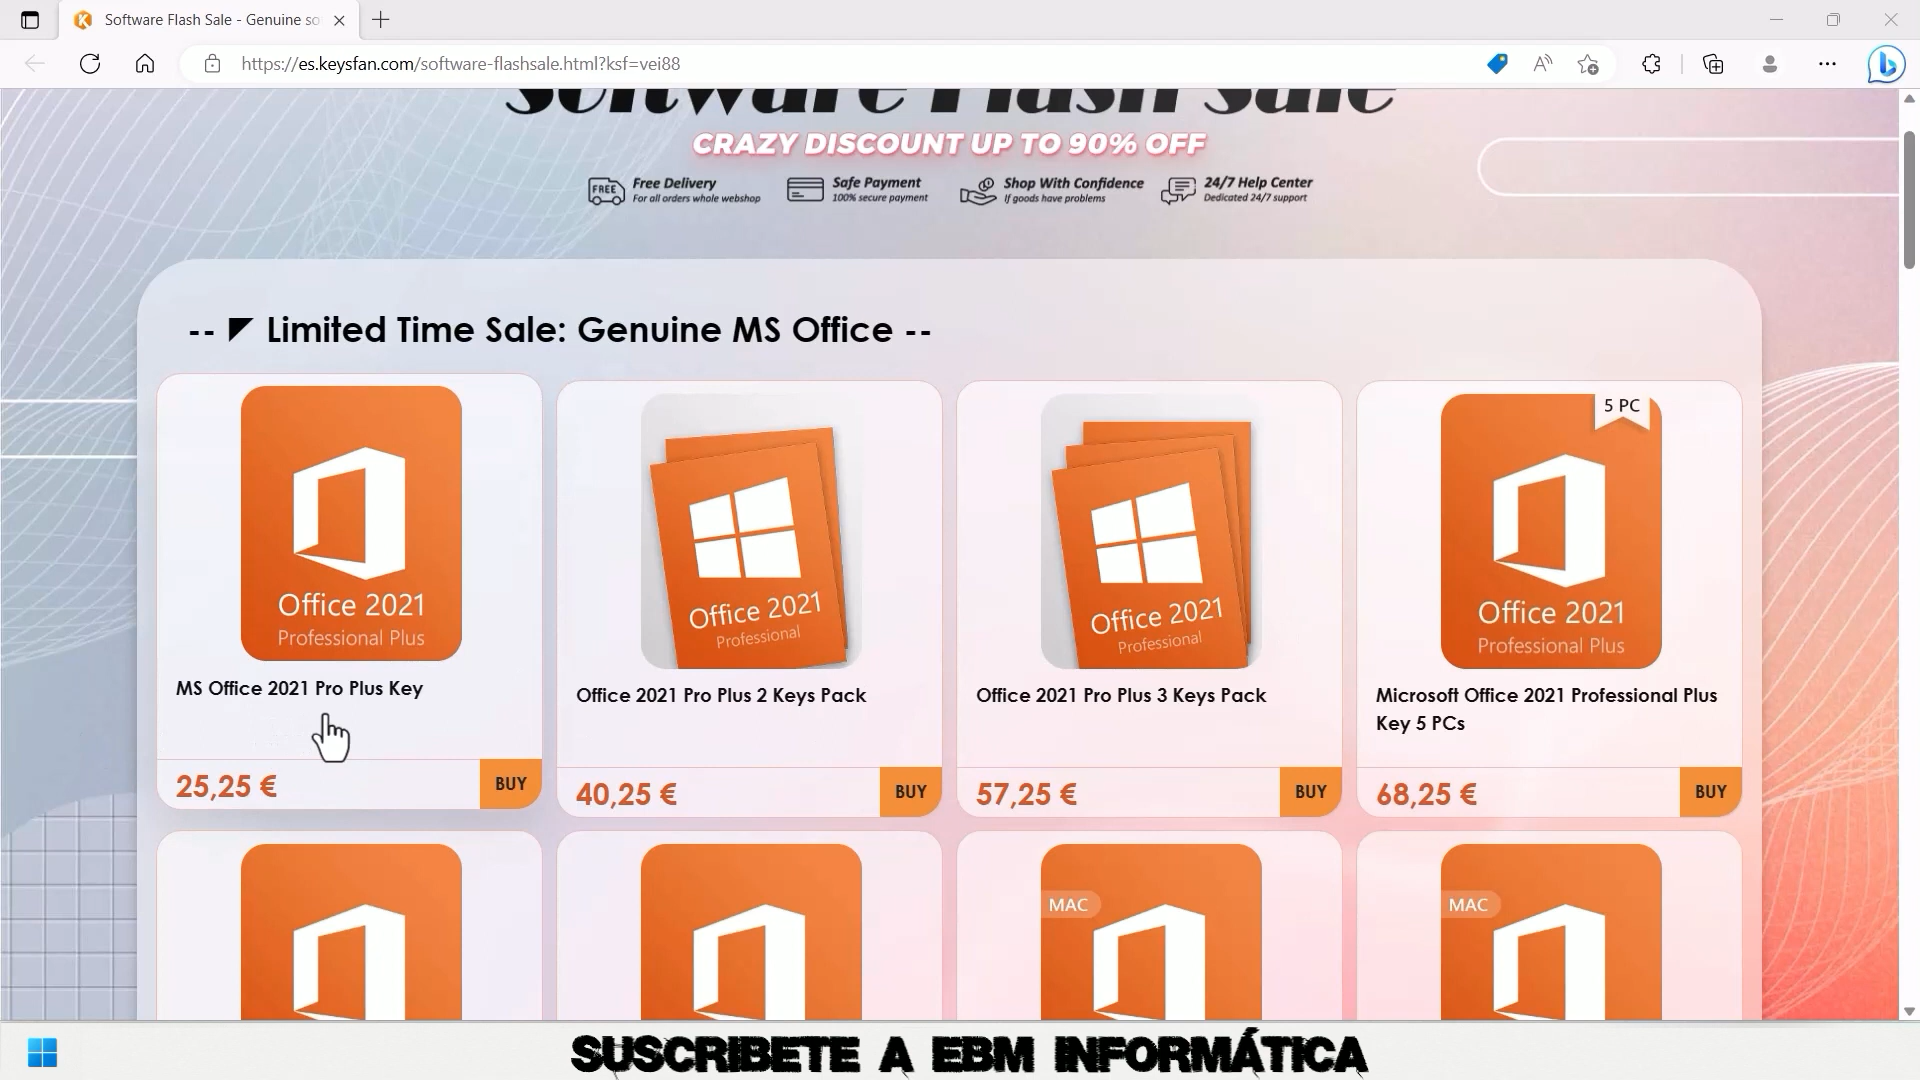 Software Flash Sale - Genuine so
https://es.keysfan.com/software-flashsale.html?ksf=vei88
Software Flash Sale
CRAZY DISCOUNT UP TO 90% OFF
FREE
Free Delivery
For all orders whole webshop
Safe Payment
100% secure payment
Shop With Confidence
If goods have problems
24/7 Help Center
Dedicated 24/7 support
-- ◤ Limited Time Sale: Genuine MS Office --
Office 2021
Professional Plus
MS Office 2021 Pro Plus Key
25,25 €
BUY
Office 2021
Professional
Office 2021 Pro Plus 2 Keys Pack
40,25 €
BUY
Office 2021
Professional
Office 2021 Pro Plus 3 Keys Pack
57,25 €
BUY
5 PC
Office 2021
Professional Plus
Microsoft Office 2021 Professional Plus
Key 5 PCs
68,25 €
BUY
MAC
MAC
SUSCRIBETE A EBM INFORMÁTICA